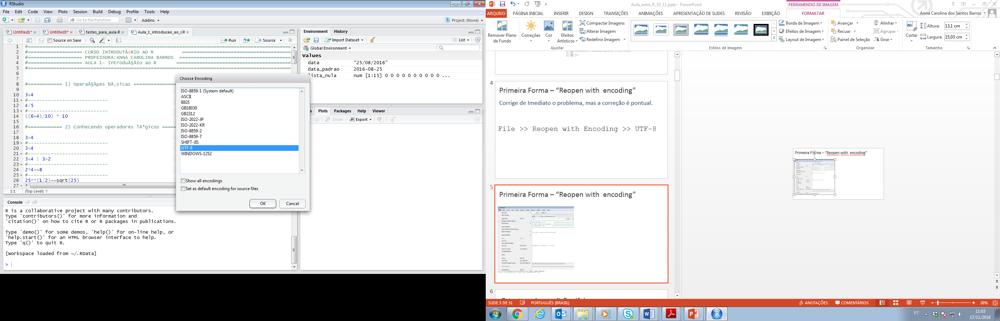 RStudio
File Edit Code View Plots Session Build Debug Profile Tools Help
Go to file/function Addins Project: (None)
Untitled1* Untitled3* testes_para_aula.R Aula_1_introducao_ao_r.R
Source on Save Run Source
1 #=
2 #=================== CURSO INTRODUTÃ·RIO AO R
3 #=================== PROFESSORA:ANNA CAROLINA BARROS
4 #=================== AULA 1- IntroduÃ§Ã£o ao R
5 #=
6
7
8 #============ 1) OperaÃ§Ãµes bÃ¡sicas
9
10 3+4
11 #----------------------------
12 4/5
13 #----------------------------
14 ((6+4)/10) * 10
15
16 #============ 2) Conhecendo operadores lÃ³gicos
17
18 3>4
19 #----------------------------
20 3<4
21 #----------------------------
22 3<4 | 3>2
23 #----------------------------
24 2*4>=8
25 #----------------------------
26 25**(1/2)==sqrt(25)
27
1:1 (Top Level)
Console ~/
R is a collaborative project with many contributors.
Type 'contributors()' for more information and
'citation()' on how to cite R or R packages in publications.
Type 'demo()' for some demos, 'help()' for on-line help, or
'help.start()' for an HTML browser interface to help.
Type 'q()' to quit R.
[Workspace loaded from ~/.RData]
>
Choose Encoding
ISO-8859-1 (System default)
ASCII
BIG5
GB18030
GB2312
ISO-2022-JP
ISO-2022-KR
ISO-8859-2
ISO-8859-7
SHIFT-JIS
UTF-8
WINDOWS-1252
Show all encodings
Set as default encoding for source files
OK Cancel
Environment History
Import Dataset List
Global Environment
Values
data "25/08/2016"
data_padrao 2016-08-25
lista_nula num [1:15] 0 0 0 0 0 0 0 0 0 0 ...
s Plots Packages Help Viewer
Zoom Export
Aula_extra_R_19_11.pptx - PowerPoint
FERRAMENTAS DE IMAGEM
ARQUIVO PÁGINA INICIAL INSERIR DESIGN TRANSIÇÕES ANIMAÇÕES APRESENTAÇÃO DE SLIDES REVISÃO EXIBIÇÃO FORMATAR
Anna Carolina dos Santos Barros
Remover Plano de Fundo
Correções Cor Efeitos Artísticos
Compactar Imagens
Alterar Imagem
Redefinir Imagem
Ajustar
Estilos de Imagem
Borda de Imagem
Efeitos de Imagem
Layout de Imagem
Avançar
Recuar
Painel de Seleção
Alinhar
Agrupar
Girar
Organizar
Cortar
Altura: 13,1 cm
Largura: 15,03 cm
Tamanho
4
Primeira Forma – “Reopen with encoding”
Corrige de Imediato o problema, mas a correção é pontual.
File >> Reopen with Encoding >> UTF-8
5
Primeira Forma – “Reopen with encoding”
6
Primeira Forma – “Reopen with encoding”
SLIDE 5 DE 51 PORTUGUÊS (BRASIL) ANOTAÇÕES COMENTÁRIOS 20%
PT 11:03
17/11/2016